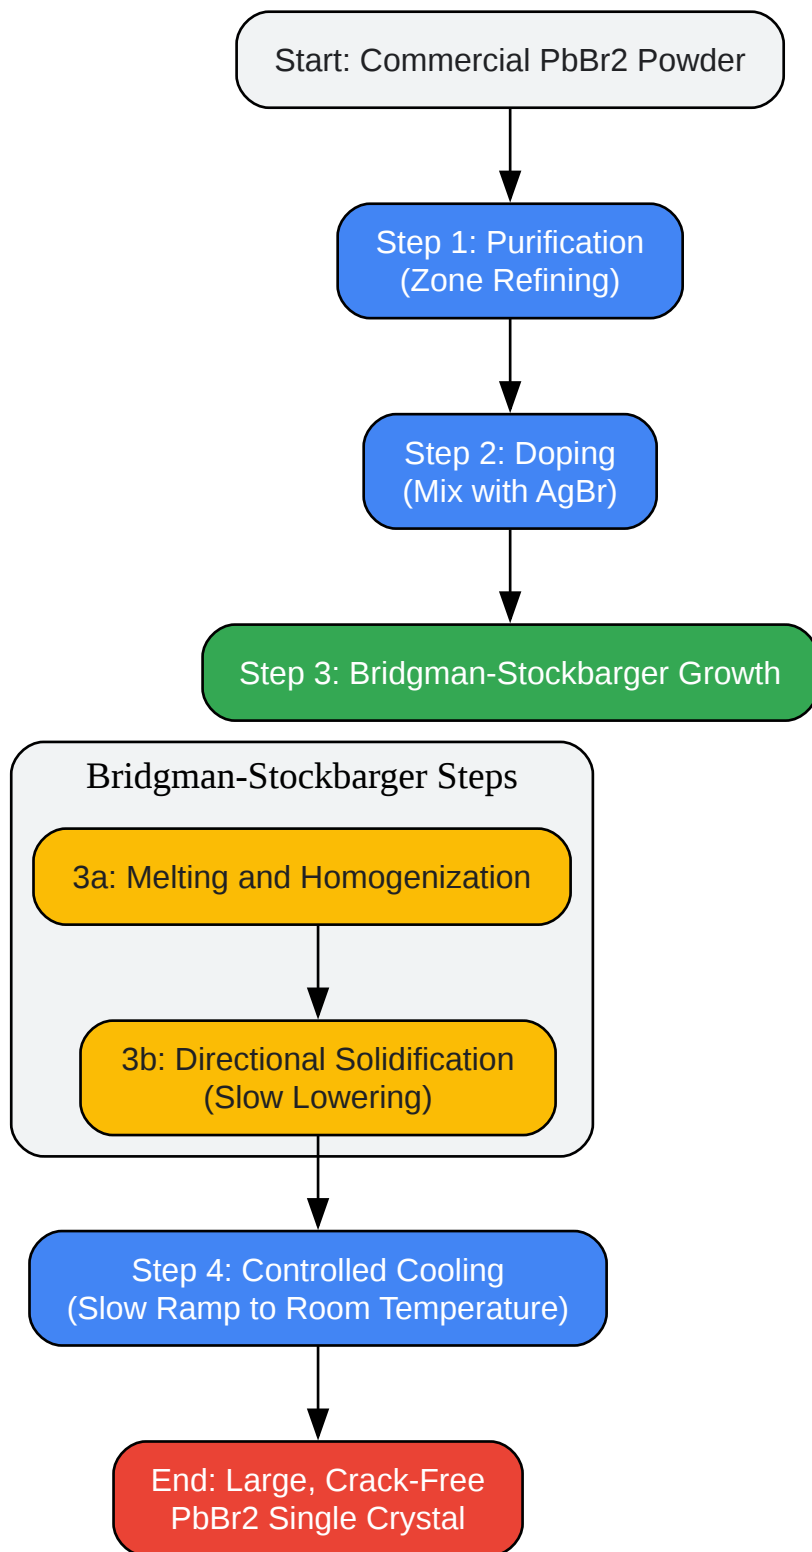 Start: Commercial PbBr2 Powder
Step 1: Purification
(Zone Refining)
Step 2: Doping
(Mix with AgBr)
Step 3: Bridgman-Stockbarger Growth
Bridgman-Stockbarger Steps
3a: Melting and Homogenization
3b: Directional Solidification
(Slow Lowering)
Step 4: Controlled Cooling
(Slow Ramp to Room Temperature)
End: Large, Crack-Free
PbBr2 Single Crystal